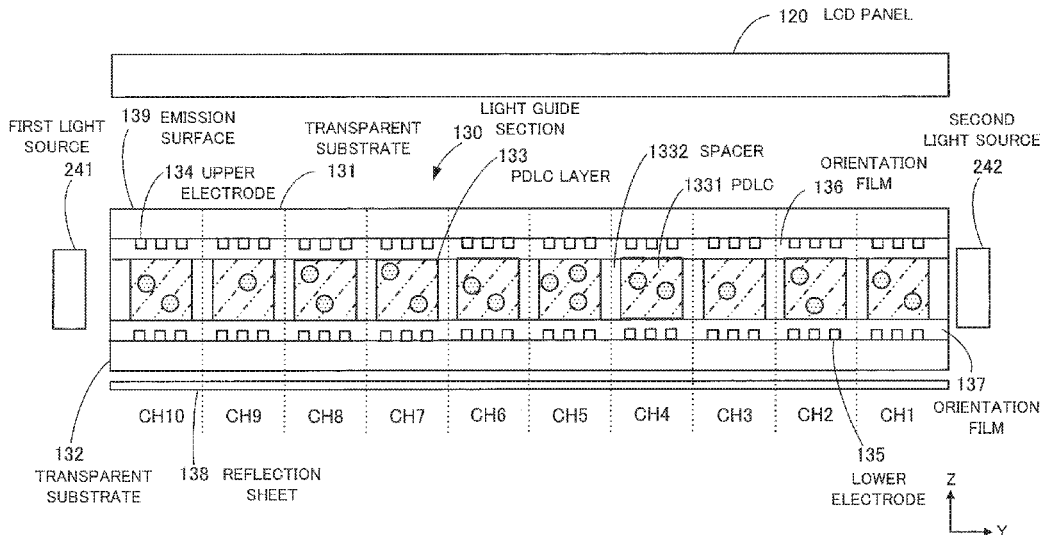 120 LCD PANEL
FIRST LIGHT
SOURCE
241
139 EMISSION
SURFACE
134 UPPER
ELECTRODE
TRANSPARENT
SUBSTRATE
131
LIGHT GUIDE
SECTION
130
133
PDLC LAYER
1332 SPACER
1331 PDLC
ORIENTATION
FILM
136
SECOND
LIGHT SOURCE
242
CH10 CH9 CH8 CH7 CH6 CH5 CH4 CH3 CH2 CH1
137
ORIENTATION
FILM
132
TRANSPARENT
SUBSTRATE
138 REFLECTION
SHEET
135
LOWER
ELECTRODE
Z
Y